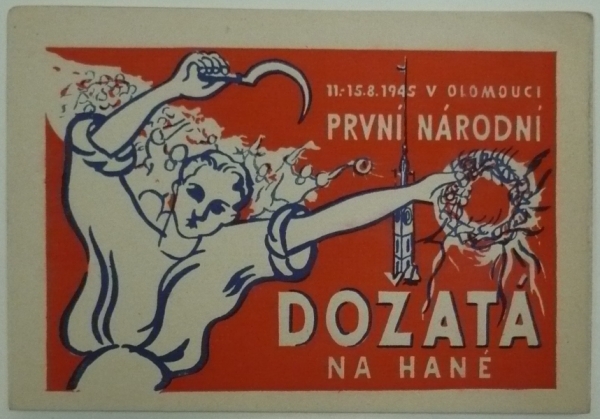 11.-15.8.1945 V OLOMOUCI
PRVNÍ NÁRODNÍ
DOŽATÁ
NA HANÉ